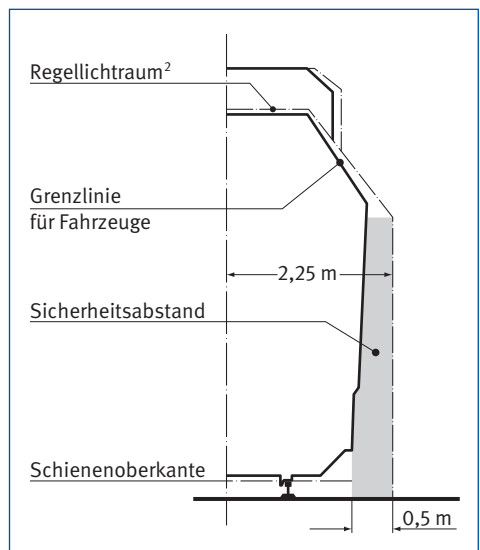 Regellichtraum²
Grenzlinie
für Fahrzeuge
2,25 m
Sicherheitsabstand
Schienenoberkante
0,5 m